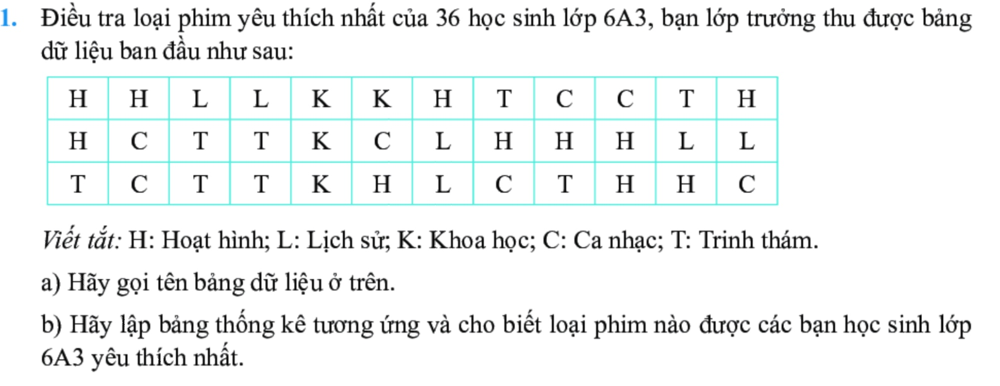 1. Điều tra loại phim yêu thích nhất của 36 học sinh lớp 6A3, bạn lớp trưởng thu được bảng
dữ liệu ban đầu như sau:
H H L L K K H T C C T H
H C T T K C L H H H L L
T C T T K H L C T H H C
Viết tắt: H: Hoạt hình; L: Lịch sử; K: Khoa học; C: Ca nhạc; T: Trinh thám.
a) Hãy gọi tên bảng dữ liệu ở trên.
b) Hãy lập bảng thống kê tương ứng và cho biết loại phim nào được các bạn học sinh lớp
6A3 yêu thích nhất.